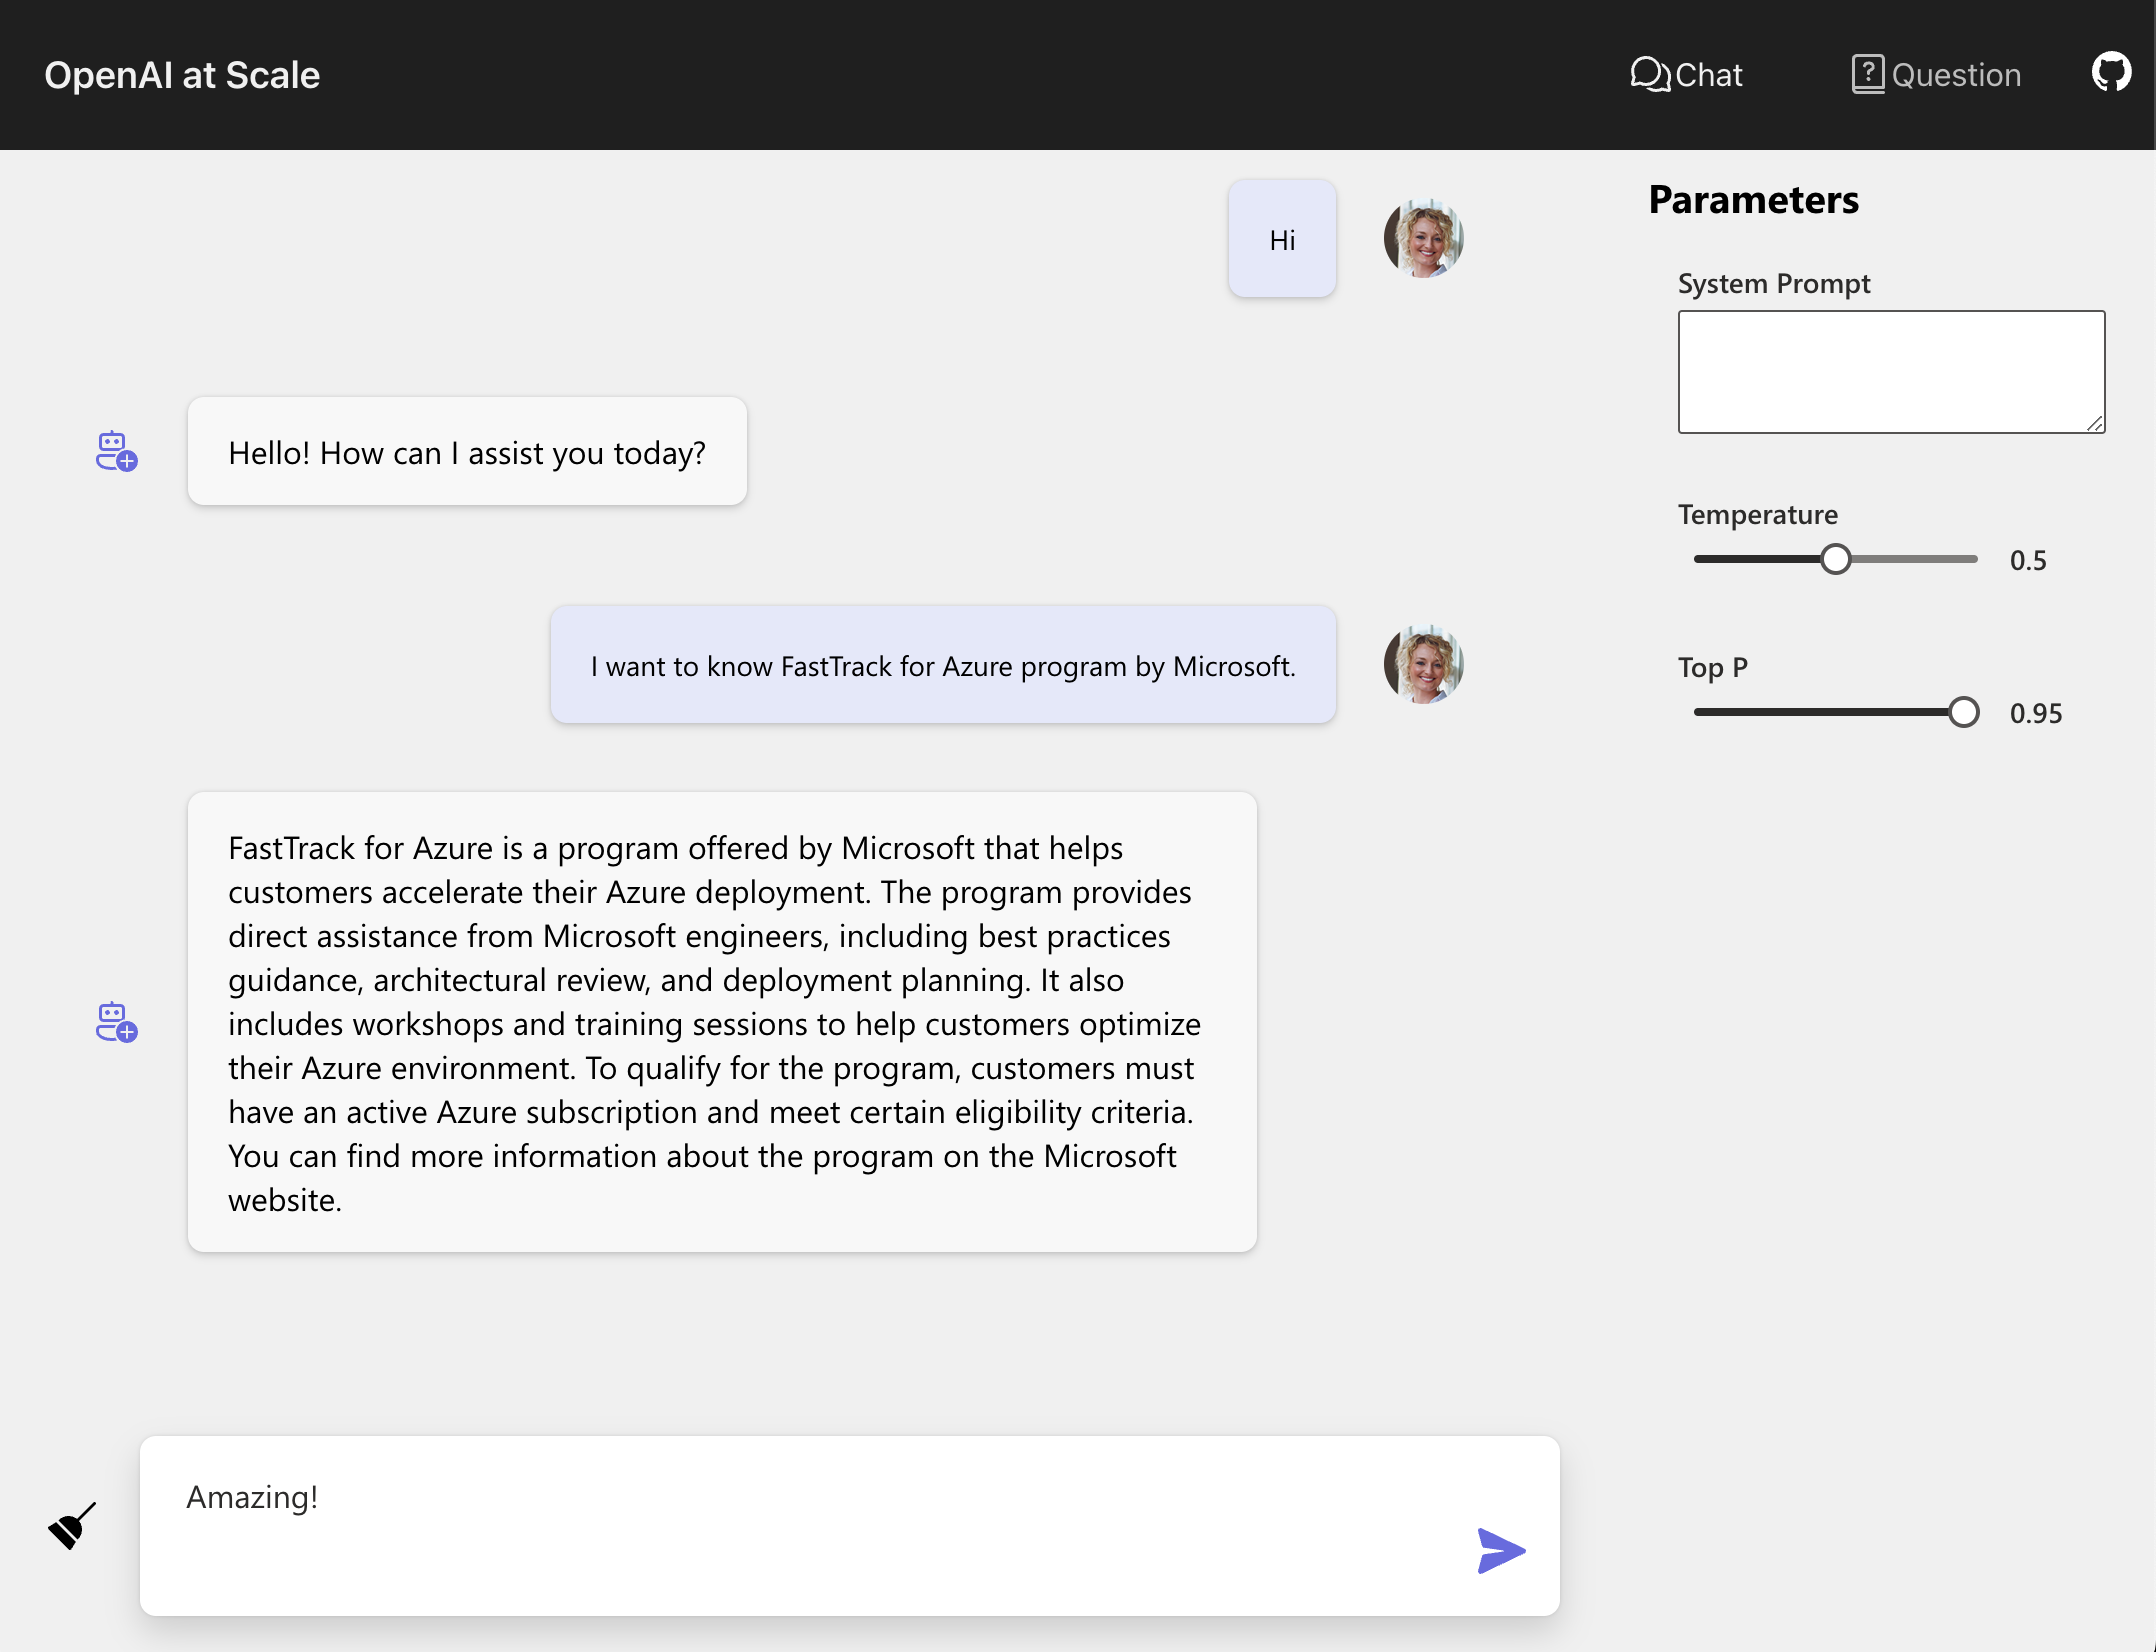 OpenAI at Scale
Chat
Question
Hi
Hello! How can I assist you today?
I want to know FastTrack for Azure program by Microsoft.
FastTrack for Azure is a program offered by Microsoft that helps
customers accelerate their Azure deployment. The program provides
direct assistance from Microsoft engineers, including best practices
guidance, architectural review, and deployment planning. It also
includes workshops and training sessions to help customers optimize
their Azure environment. To qualify for the program, customers must
have an active Azure subscription and meet certain eligibility criteria.
You can find more information about the program on the Microsoft
website.
Amazing!
Parameters
System Prompt
Temperature
0.5
Top P
0.95